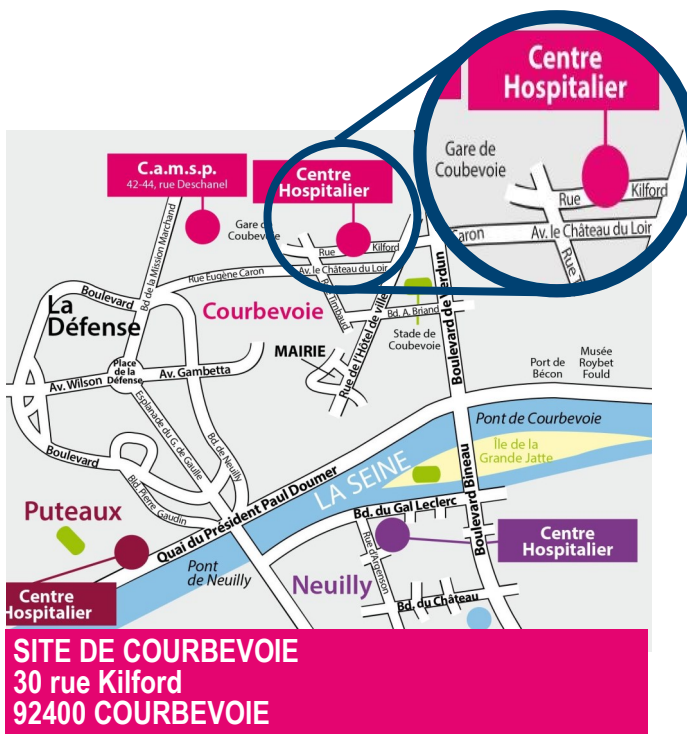 Centre
Hospitalier
Gare de
Coubevoie
Rue
Kilford
Caron
Av. le Château du Loir
Rue T
C.a.m.s.p.
42-44, rue Deschanel
Centre
Hospitalier
Bd de la Mission Marchand
Gare de
Coubevoie
Rue
Kilford
Rue Eugène Caron
Av. le Château du Loir
Boulevard
La
Défense
Courbevoie
Bd. A. Briand
Stade de
Coubevoie
Rue de l'Hôtel de ville
Boulevard de Verdun
MAIRIE
Place
de la
Défense
Av. Wilson
Av. Gambetta
Port de
Bécon
Musée
Roybet
Fould
Esplanade du G. de Gaulle
Bd. de Neuilly
Pont de Courbevoie
Île de la
Grande Jatte
Boulevard
Bld. Pierre Gaudin
LA SEINE
Quai du Président Paul Doumer
Bd. du Gal Leclerc
Boulevard Bineau
Puteaux
Rue d'Argenson
Centre
Hospitalier
Pont
de Neuilly
Neuilly
Centre
Hospitalier
Bd. du Château
SITE DE COURBEVOIE
30 rue Kilford
92400 COURBEVOIE